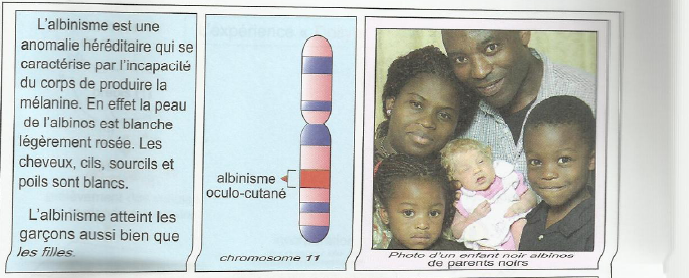 L'albinisme est une
anomalie héréditaire qui se
caractérise par l'incapacité
du corps de produire la
mélanine. En effet la peau
de l'albinos est blanche
légèrement rosée. Les
cheveux, cils, sourcils et
poils sont blancs.
L'albinisme atteint les
garçons aussi bien que
les filles.
albinisme
oculo-cutané
chromosome 11
Photo d'un enfant noir albinos
de parents noirs